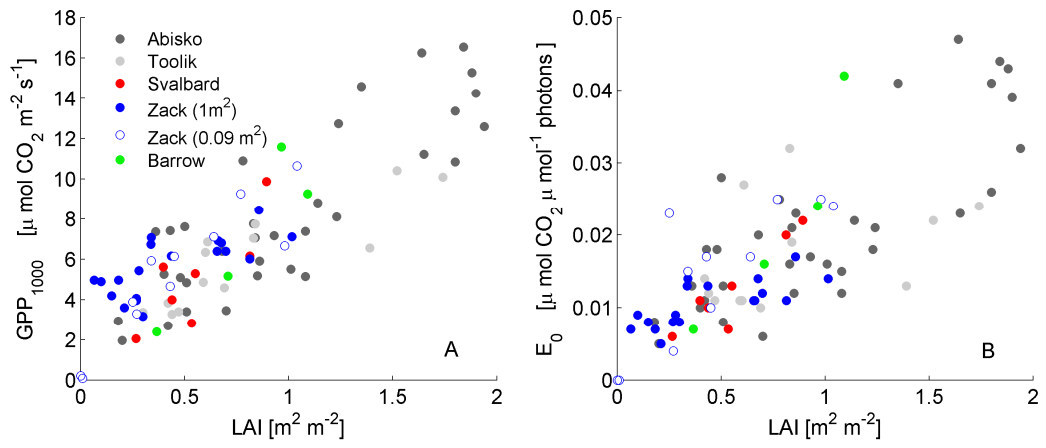 18
16
14
12
10
8
6
4
2
0
GPP1000 [μ mol CO2 m-2 s-1]
Abisko
Toolik
Svalbard
Zack (1m2)
Zack (0.09 m2)
Barrow
A
0 0.5 1 1.5 2
LAI [m2 m-2]
0.05
0.04
0.03
0.02
0.01
0
E0 [μ mol CO2 μ mol-1 photons ]
B
0 0.5 1 1.5 2
LAI [m2 m-2]